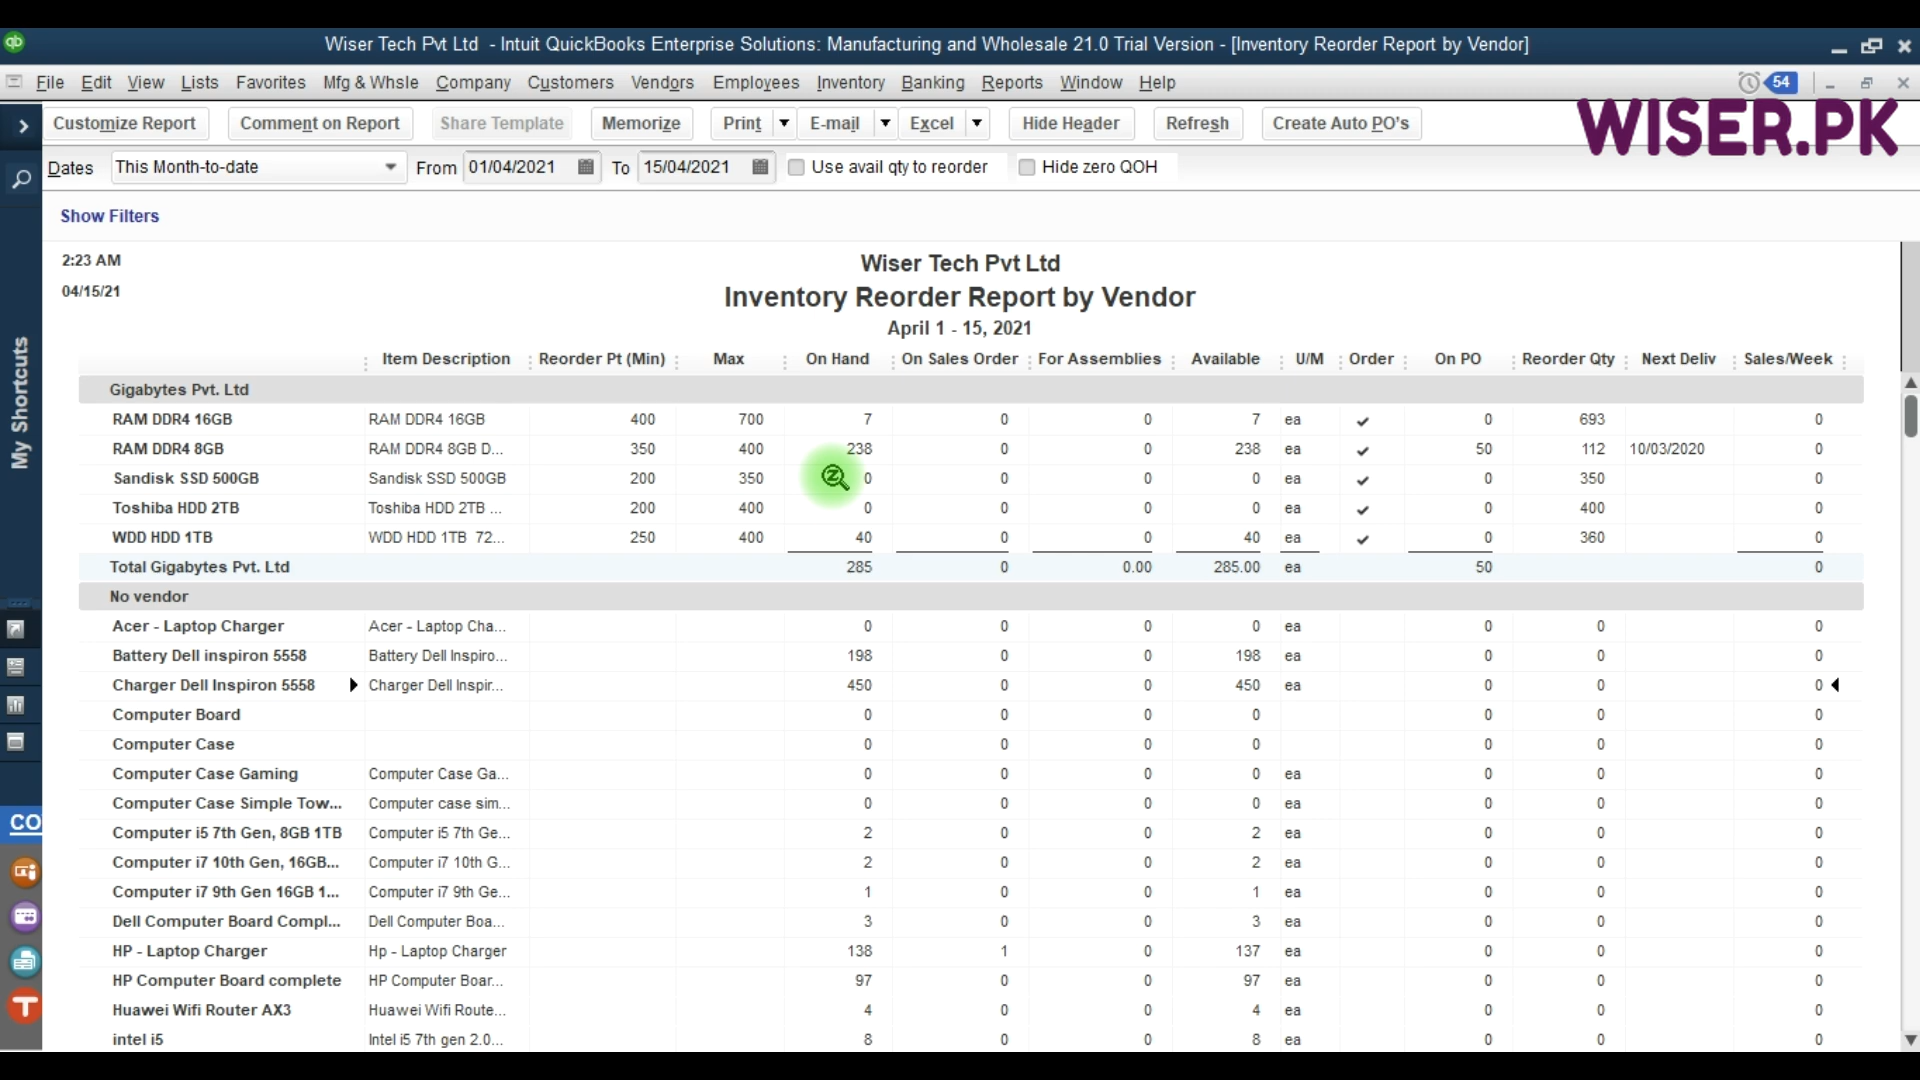 Wiser Tech Pvt Ltd - Intuit QuickBooks Enterprise Solutions: Manufacturing and Wholesale 21.0 Trial Version - [Inventory Reorder Report by Vendor]
File Edit View Lists Favorites Mfg & Whsle Company Customers Vendors Employees Inventory Banking Reports Window Help 54
WISER.PK
Customize Report Comment on Report Share Template Memorize Print E-mail Excel Hide Header Refresh Create Auto PO's
Dates This Month-to-date From 01/04/2021 To 15/04/2021 Use avail qty to reorder Hide zero QOH
Show Filters
My Shortcuts
CO
2:23 AM
04/15/21
Wiser Tech Pvt Ltd
Inventory Reorder Report by Vendor
April 1 - 15, 2021
Item Description Reorder Pt (Min) Max On Hand On Sales Order For Assemblies Available U/M Order On PO Reorder Qty Next Deliv Sales/Week
Gigabytes Pvt. Ltd
RAM DDR4 16GB RAM DDR4 16GB 400 700 7 0 0 7 ea ✔ 0 693 0
RAM DDR4 8GB RAM DDR4 8GB D... 350 400 238 0 0 238 ea ✔ 50 112 10/03/2020 0
Sandisk SSD 500GB Sandisk SSD 500GB 200 350 0 0 0 0 ea ✔ 0 350 0
Toshiba HDD 2TB Toshiba HDD 2TB ... 200 400 0 0 0 0 ea ✔ 0 400 0
WDD HDD 1TB WDD HDD 1TB 72... 250 400 40 0 0 40 ea ✔ 0 360 0
Total Gigabytes Pvt. Ltd 285 0 0.00 285.00 ea 50 0
No vendor
Acer - Laptop Charger Acer - Laptop Cha... 0 0 0 0 ea 0 0 0
Battery Dell inspiron 5558 Battery Dell Inspiro... 198 0 0 198 ea 0 0 0
Charger Dell Inspiron 5558 Charger Dell Inspir... 450 0 0 450 ea 0 0 0
Computer Board 0 0 0 0 0 0 0
Computer Case 0 0 0 0 0 0 0
Computer Case Gaming Computer Case Ga... 0 0 0 0 ea 0 0 0
Computer Case Simple Tow... Computer case sim... 0 0 0 0 ea 0 0 0
Computer i5 7th Gen, 8GB 1TB Computer i5 7th Ge... 2 0 0 2 ea 0 0 0
Computer i7 10th Gen, 16GB... Computer i7 10th G... 2 0 0 2 ea 0 0 0
Computer i7 9th Gen 16GB 1... Computer i7 9th Ge... 1 0 0 1 ea 0 0 0
Dell Computer Board Compl... Dell Computer Boa... 3 0 0 3 ea 0 0 0
HP - Laptop Charger Hp - Laptop Charger 138 1 0 137 ea 0 0 0
HP Computer Board complete HP Computer Boar... 97 0 0 97 ea 0 0 0
Huawei Wifi Router AX3 Huawei Wifi Route... 4 0 0 4 ea 0 0 0
intel i5 Intel i5 7th gen 2.0... 8 0 0 8 ea 0 0 0